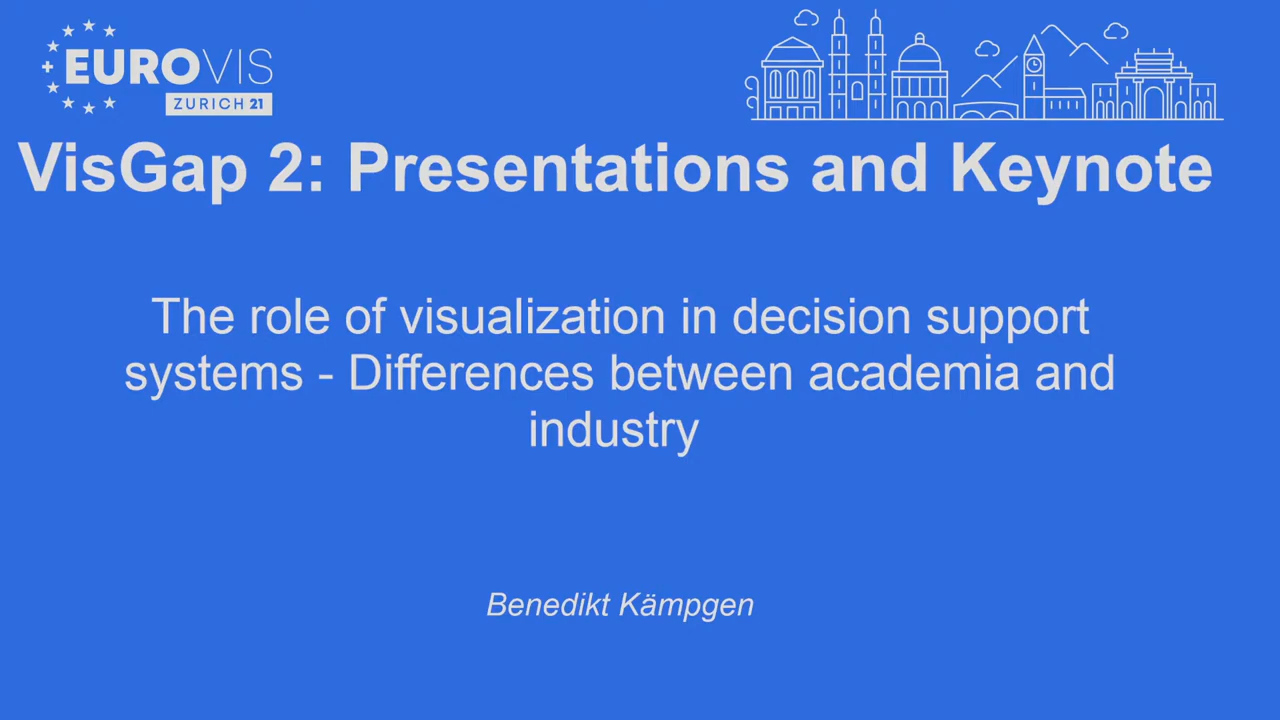 EUROVIS
ZURICH 21
VisGap 2: Presentations and Keynote
The role of visualization in decision support
systems - Differences between academia and
industry
Benedikt Kämpgen